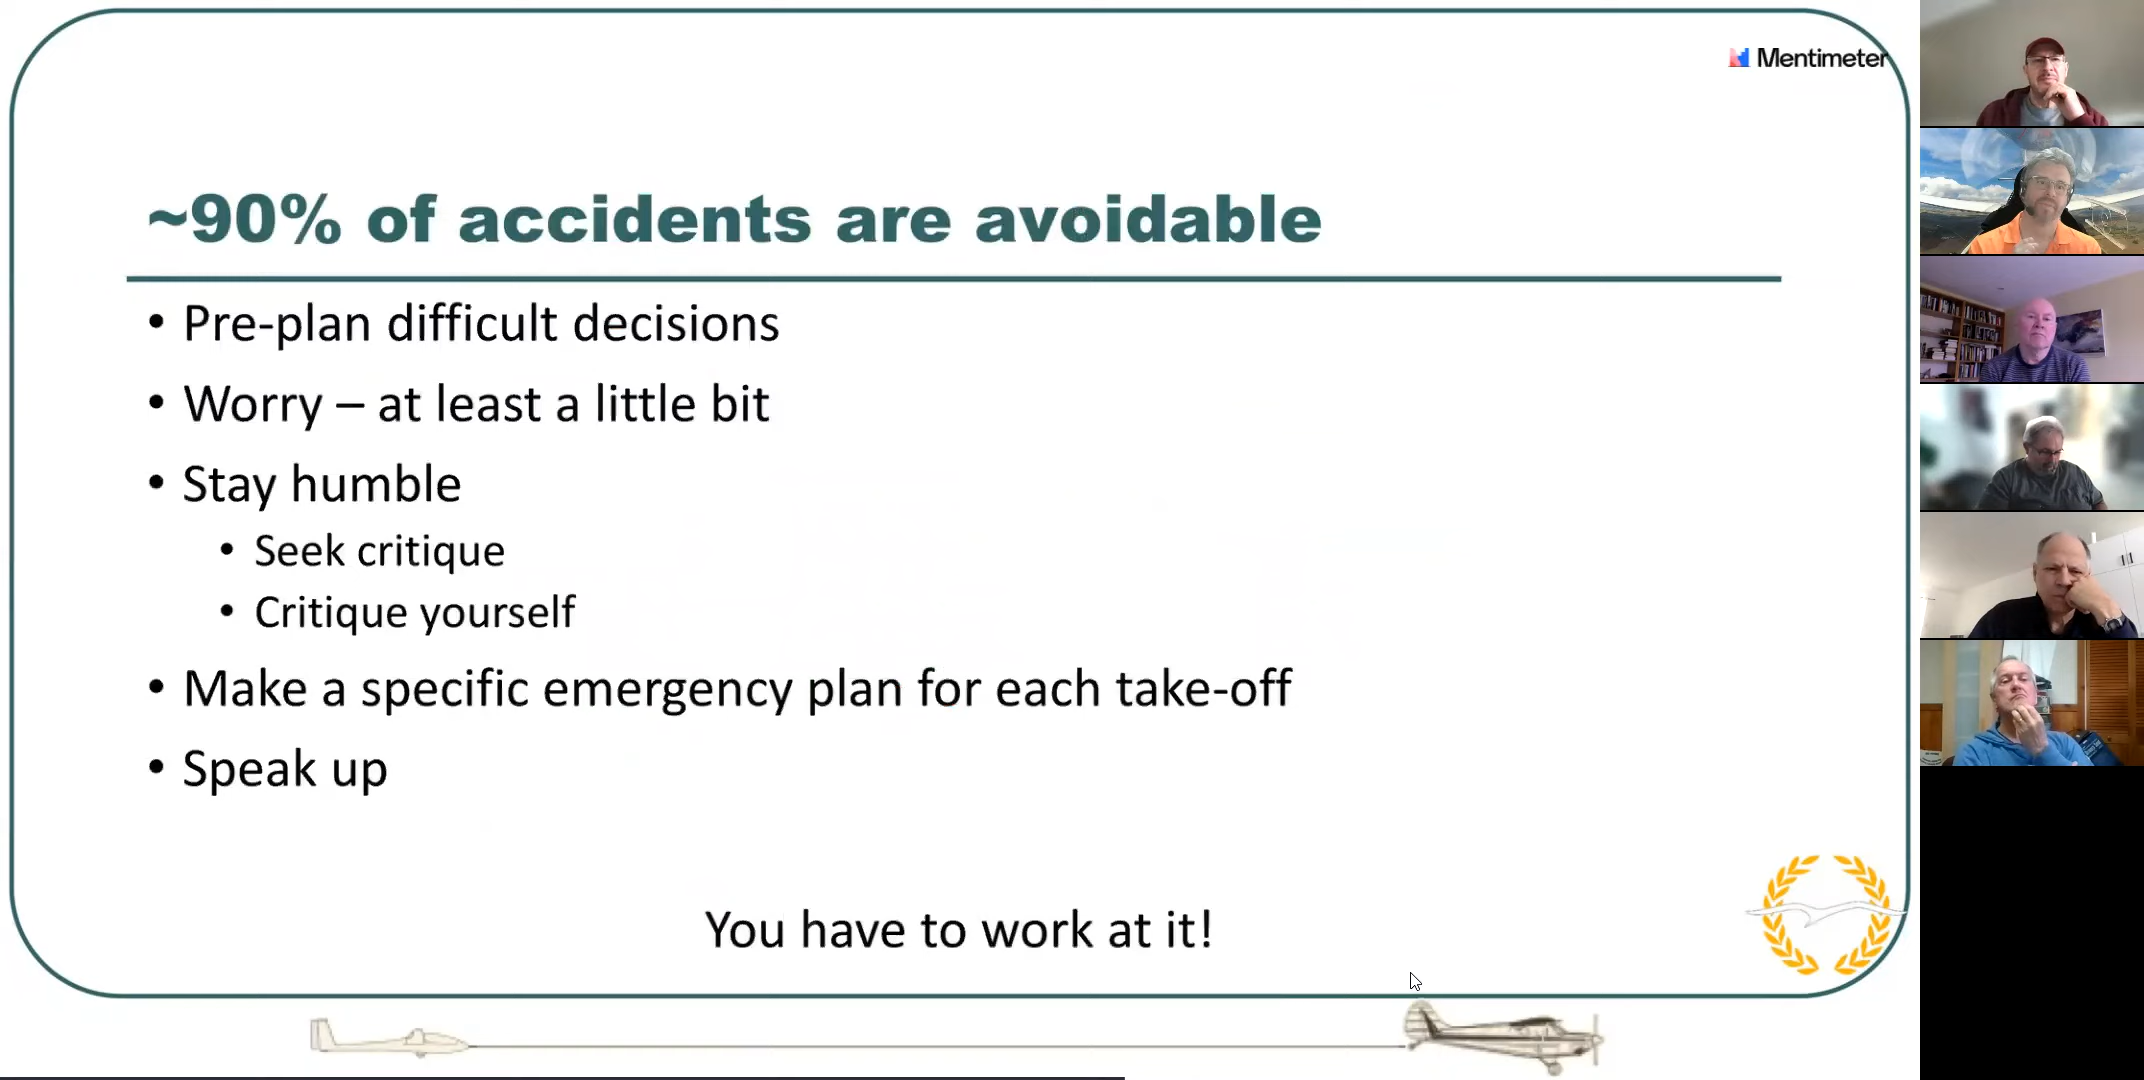 Mentimeter
~90% of accidents are avoidable
• Pre-plan difficult decisions
• Worry – at least a little bit
• Stay humble
• Seek critique
• Critique yourself
• Make a specific emergency plan for each take-off
• Speak up
You have to work at it!